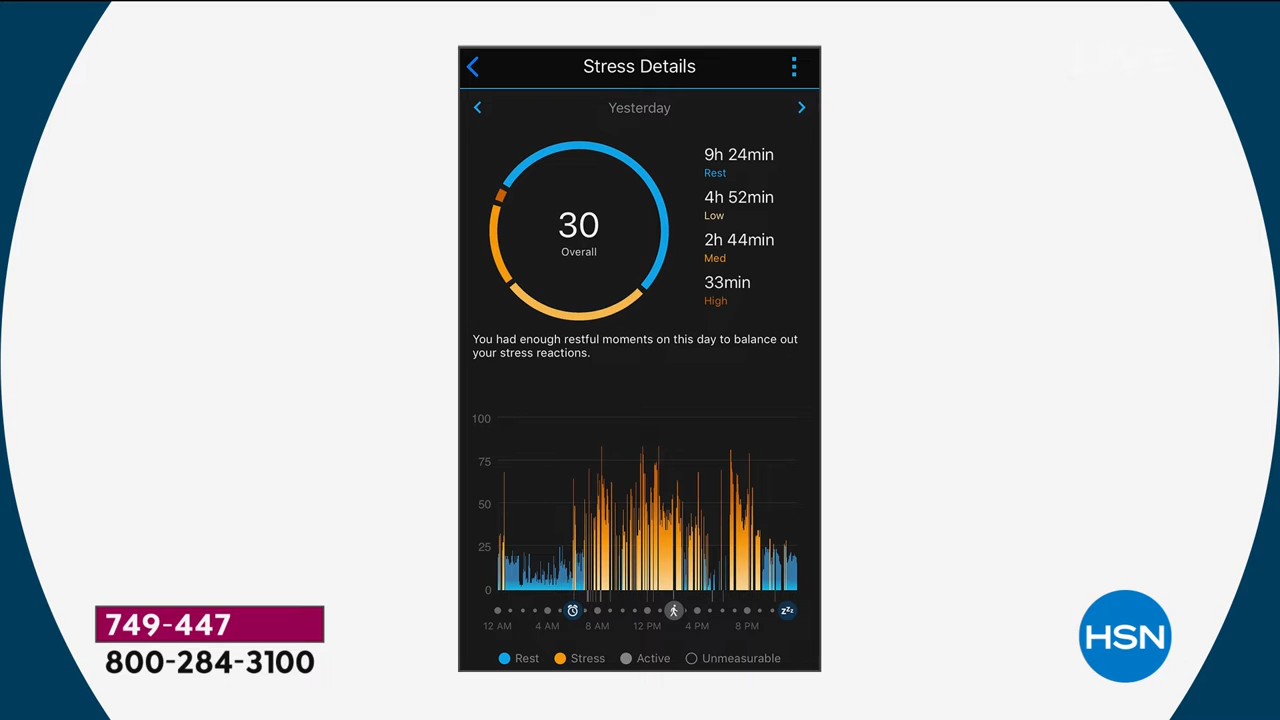 Stress Details
Yesterday
9h 24min
Rest
4h 52min
Low
30
Overall
2h 44min
Med
33min
High
You had enough restful moments on this day to balance out
your stress reactions.
100
75
50
25
0
zzz
12 AM 4 AM 8 AM 12 PM 4 PM 8 PM
Rest Stress Active Unmeasurable
749-447
800-284-3100
HSN
LIVE